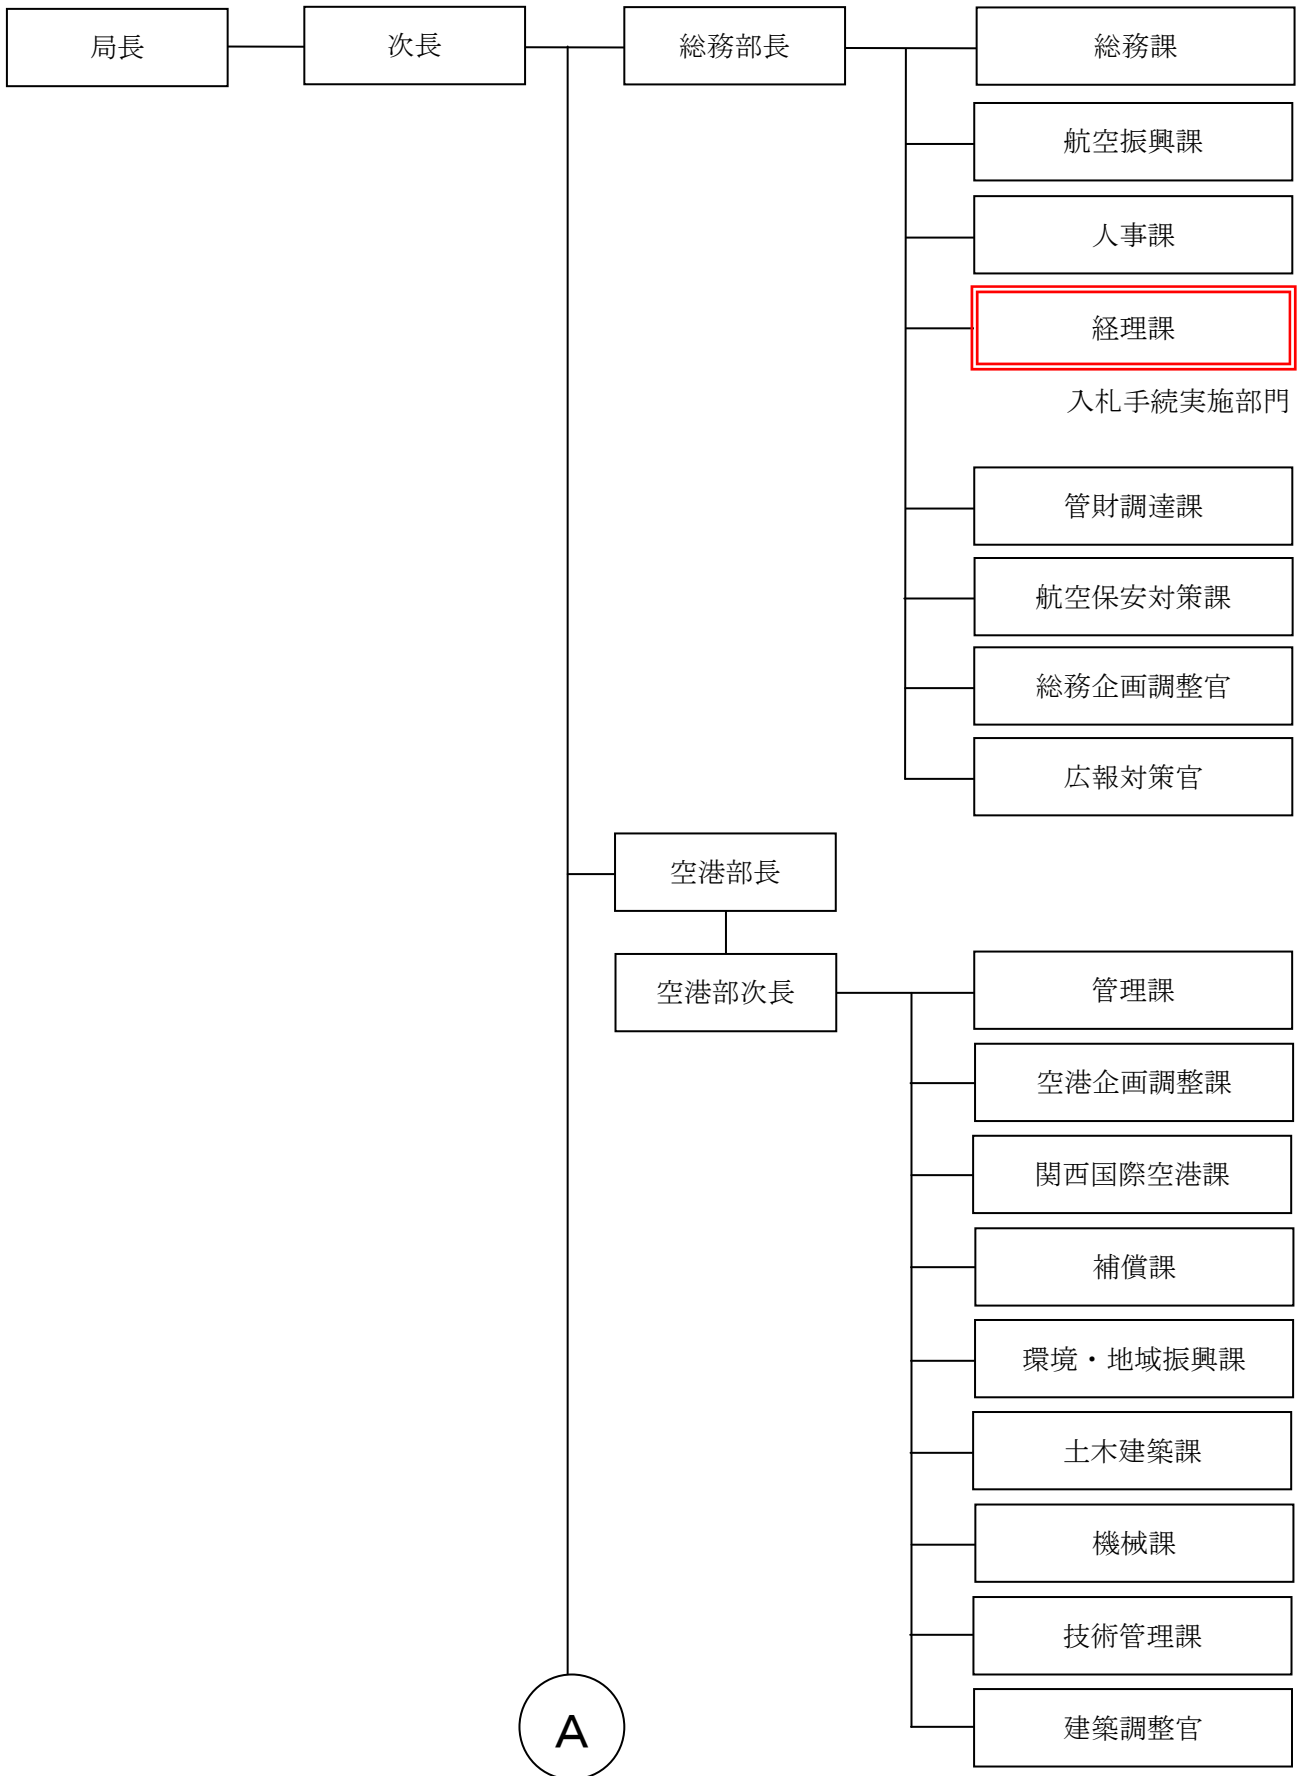 局長
次長
総務部長
総務課
航空振興課
人事課
経理課
入札手続実施部門
管財調達課
航空保安対策課
総務企画調整官
広報対策官
空港部長
空港部次長
管理課
空港企画調整課
関西国際空港課
補償課
環境・地域振興課
土木建築課
機械課
技術管理課
建築調整官
A